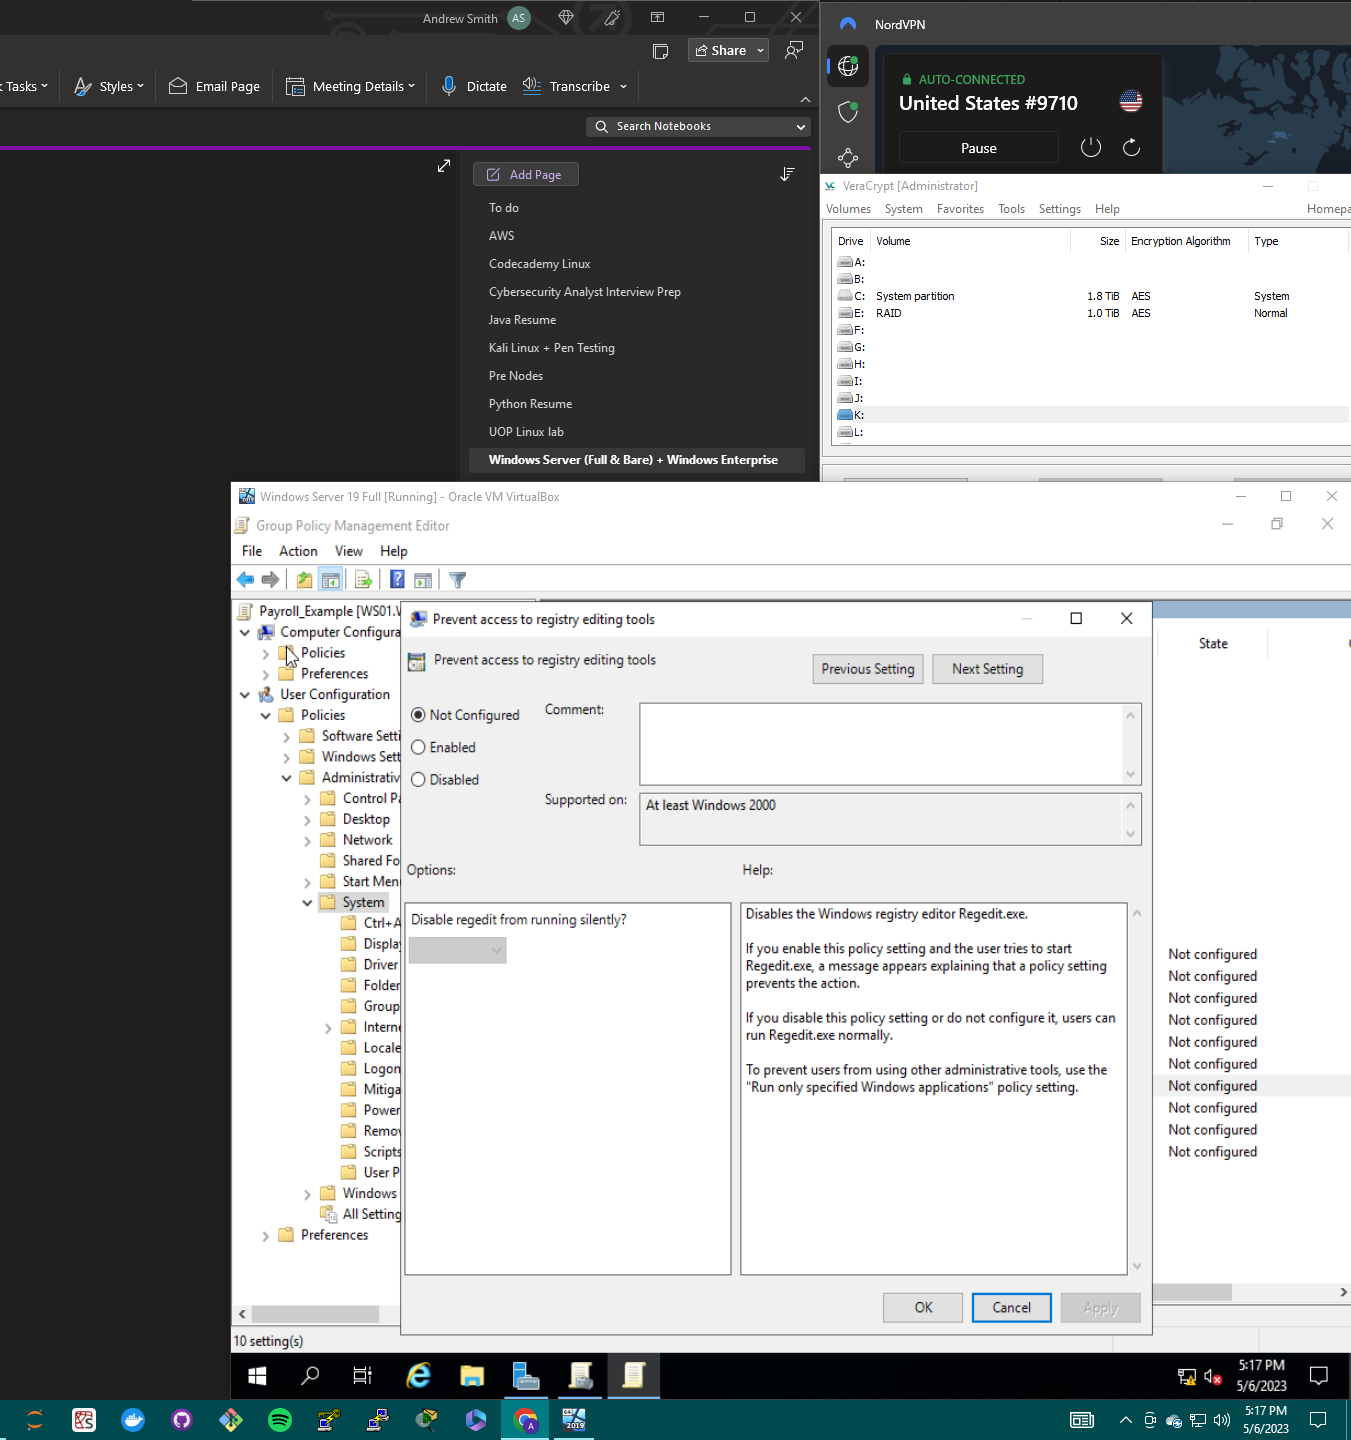 Andrew Smith AS
Share
Tasks Styles Email Page Meeting Details Dictate Transcribe
Search Notebooks
Add Page
To do
AWS
Codecademy Linux
Cybersecurity Analyst Interview Prep
Java Resume
Kali Linux + Pen Testing
Pre Nodes
Python Resume
UOP Linux lab
Windows Server (Full & Bare) + Windows Enterprise
NordVPN
AUTO-CONNECTED
United States #9710
Pause
VeraCrypt [Administrator]
Volumes System Favorites Tools Settings Help Homepa
Drive Volume Size Encryption Algorithm Type
A:
B:
C: System partition 1.8 TiB AES System
E: RAID 1.0 TiB AES Normal
F:
G:
H:
I:
J:
K:
L:
Windows Server 19 Full [Running] - Oracle VM VirtualBox
Group Policy Management Editor
File Action View Help
Payroll_Example [WS01.
Computer Configura
Policies
Preferences
User Configuration
Policies
Software Setti
Windows Sett
Administrativ
Control Pa
Desktop
Network
Shared Fo
Start Men
System
Ctrl+A
Display
Driver
Folder
Group
Interne
Locale
Logon
Mitiga
Power
Remov
Scripts
User P
Windows
All Setting
Preferences
10 setting(s)
Prevent access to registry editing tools
Prevent access to registry editing tools
Previous Setting Next Setting
Not Configured
Enabled
Disabled
Comment:
Supported on: At least Windows 2000
Options: Help:
Disable regedit from running silently?
Disables the Windows registry editor Regedit.exe.
If you enable this policy setting and the user tries to start
Regedit.exe, a message appears explaining that a policy setting
prevents the action.
If you disable this policy setting or do not configure it, users can
run Regedit.exe normally.
To prevent users from using other administrative tools, use the
"Run only specified Windows applications" policy setting.
OK Cancel Apply
State
Not configured
Not configured
Not configured
Not configured
Not configured
Not configured
Not configured
Not configured
Not configured
Not configured
5:17 PM
5/6/2023
A
2019
5:17 PM
5/6/2023